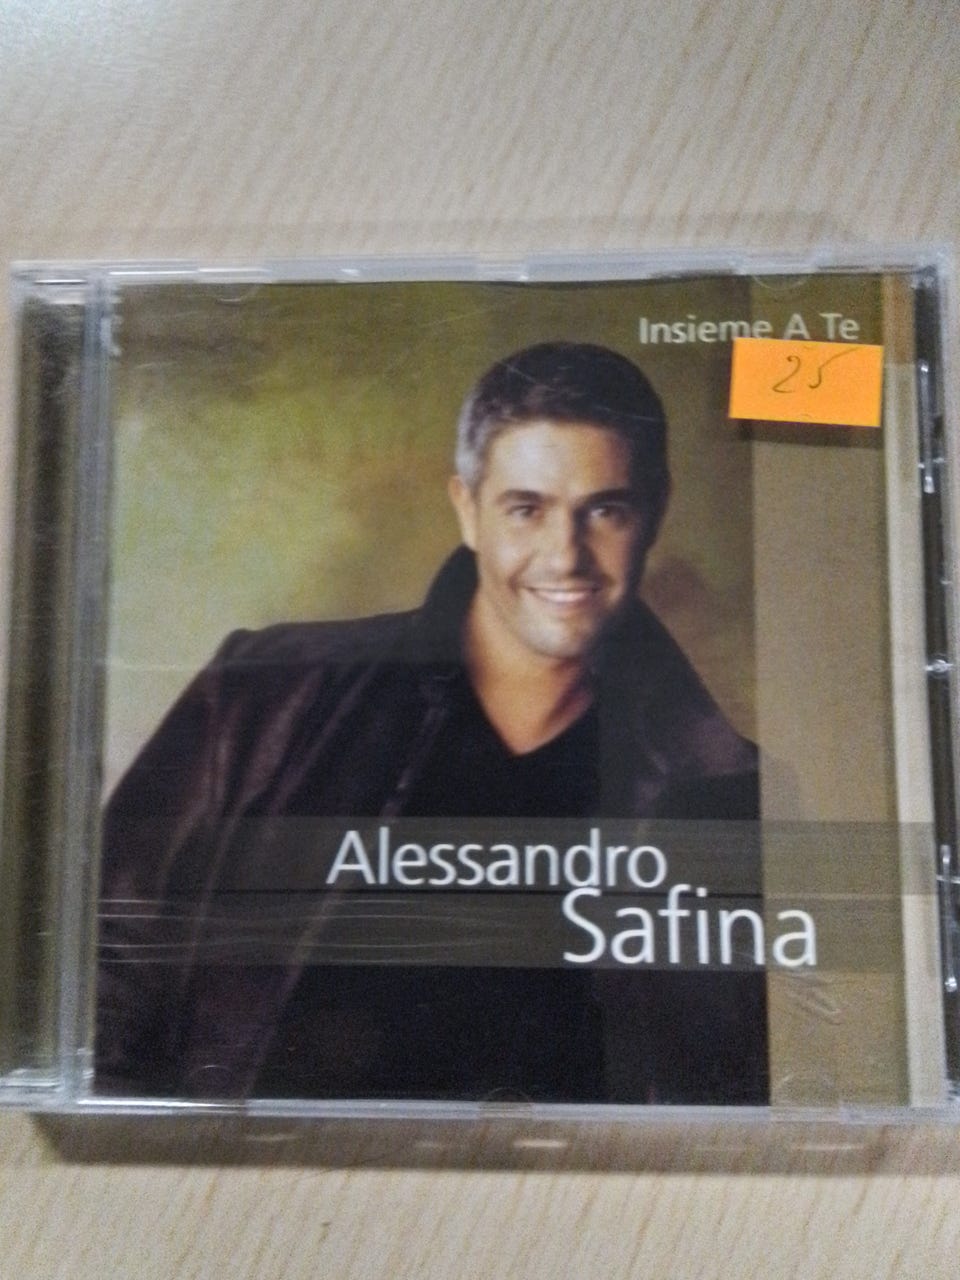 Insieme A Te
25
Alessandro
Safina